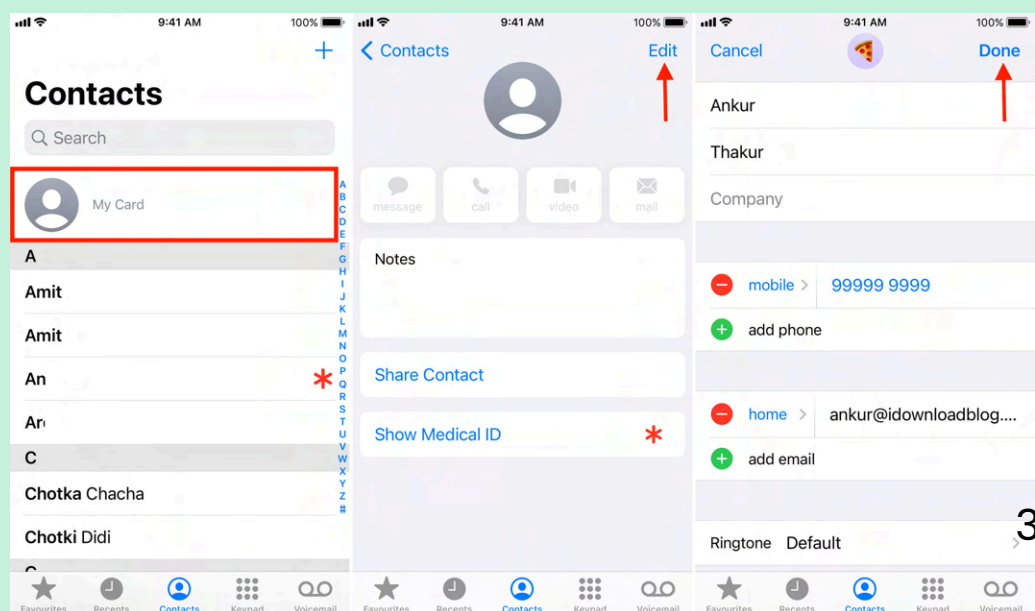 9:41 AM 100%
+
Contacts
Search
My Card
A
B
C
D
E
F
G
H
I
J
K
L
M
N
O
P
Q
R
S
T
U
V
W
X
Y
Z
#
A
Amit
Amit
An
Ar
C
Chotka Chacha
Chotki Didi
Favourites Recents Contacts Keypad Voicemail
9:41 AM 100%
Contacts Edit
message call video mail
Notes
Share Contact
Show Medical ID
Favourites Recents Contacts Keypad Voicemail
9:41 AM 100%
Cancel Done
Ankur
Thakur
Company
mobile > 99999 9999
add phone
home > ankur@idownloadblog....
add email
Ringtone Default >
3
Favourites Recents Contacts Keypad Voicemail